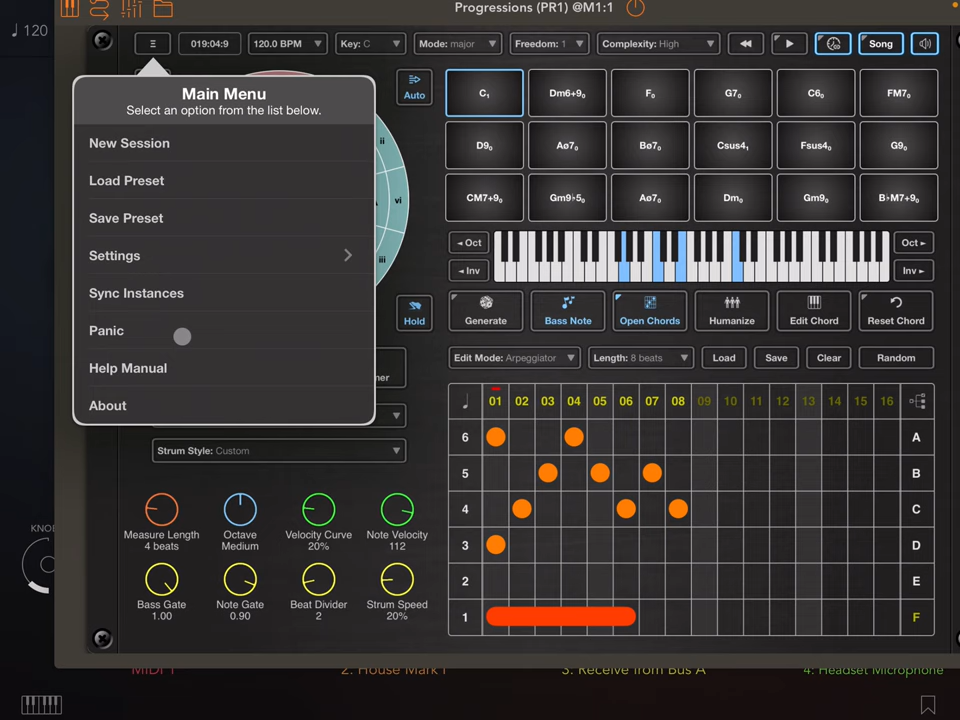 Progressions (PR1) @M1:1
♩ 120
Ξ
019:04:9
120.0 BPM
Key: C
Mode: major
Freedom: 1
Complexity: High
Song
Main Menu
Select an option from the list below.
New Session
Load Preset
Save Preset
Settings
Sync Instances
Panic
Help Manual
About
Auto
ii
vi
iii
Hold
ner
C₁
Dm6+9₀
F₀
G7₀
C6₀
FM7₀
D9₀
Aø7₀
Bø7₀
Csus4₁
Fsus4₀
G9₀
CM7+9₀
Gm9♭5₀
Aø7₀
Dm₀
Gm9₀
B♭M7+9₀
Oct
Oct
Inv
Inv
Generate
Bass Note
Open Chords
Humanize
Edit Chord
Reset Chord
Edit Mode: Arpeggiator
Length: 8 beats
Load
Save
Clear
Random
01 02 03 04 05 06 07 08 09 10 11 12 13 14 15 16
6 A
5 B
4 C
3 D
2 E
1 F
Strum Style: Custom
Measure Length
4 beats
Octave
Medium
Velocity Curve
20%
Note Velocity
112
Bass Gate
1.00
Note Gate
0.90
Beat Divider
2
Strum Speed
20%
KNO
MIDI 1
2: House Mark I
3: Receive from Bus A
4: Headset Microphone